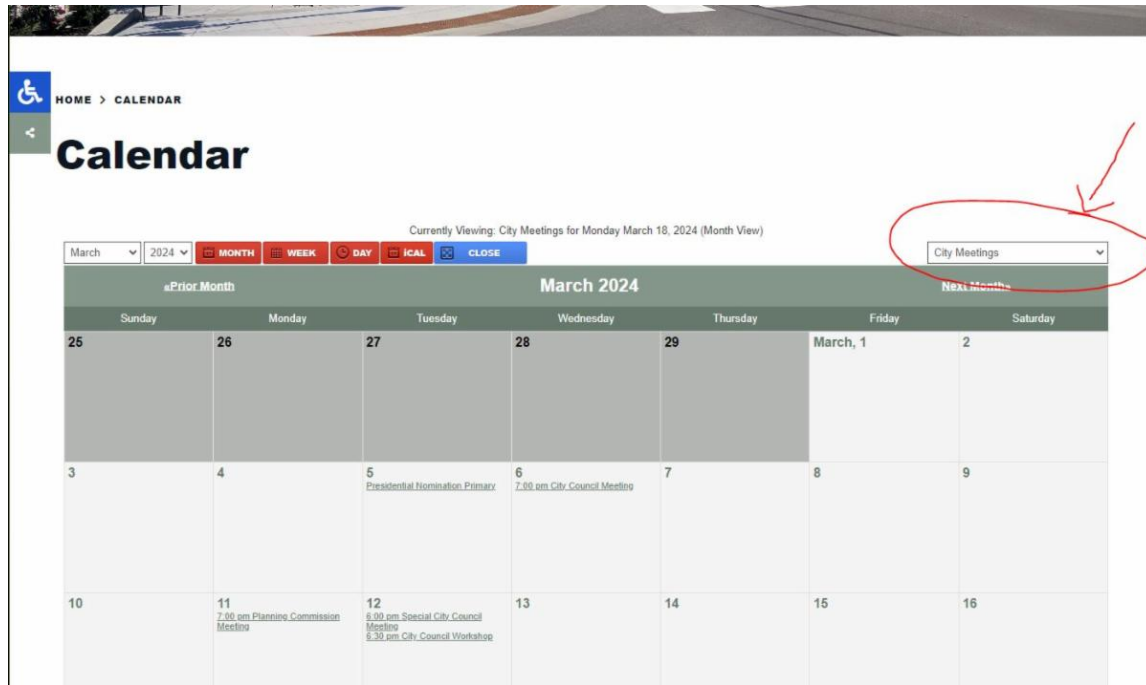 HOME > CALENDAR
Calendar
Currently Viewing: City Meetings for Monday March 18, 2024 (Month View)
March 2024 MONTH WEEK DAY iCAL CLOSE City Meetings
«Prior Month March 2024 Next Month»
Sunday Monday Tuesday Wednesday Thursday Friday Saturday
25 26 27 28 29 March, 1 2
3 4 5 6 7 8 9
Presidential Nomination Primary 7:00 pm City Council Meeting
10 11 12 13 14 15 16
7:00 pm Planning Commission 6:00 pm Special City Council
Meeting Meeting
6:30 pm City Council Workshop